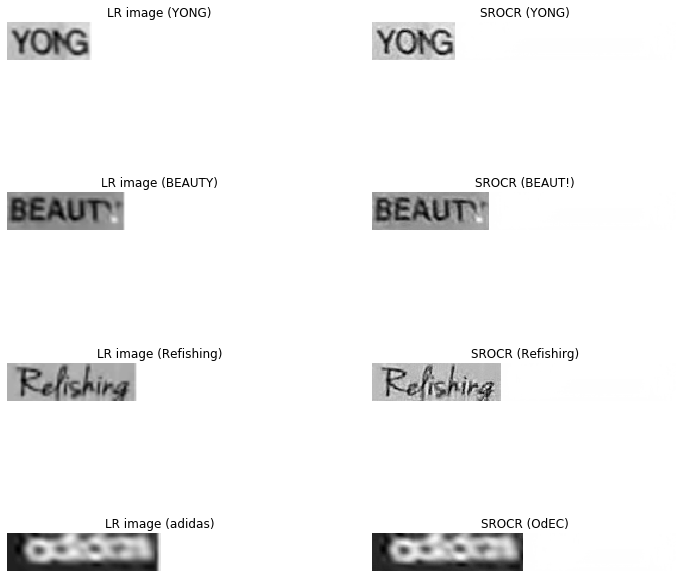 LR image (YONG) SROCR (YONG)
YONG YONG
LR image (BEAUTY) SROCR (BEAUT!)
BEAUTY BEAUTY
LR image (Refishing) SROCR (Refishirg)
Refishing Refishing
LR image (adidas) SROCR (OdEC)